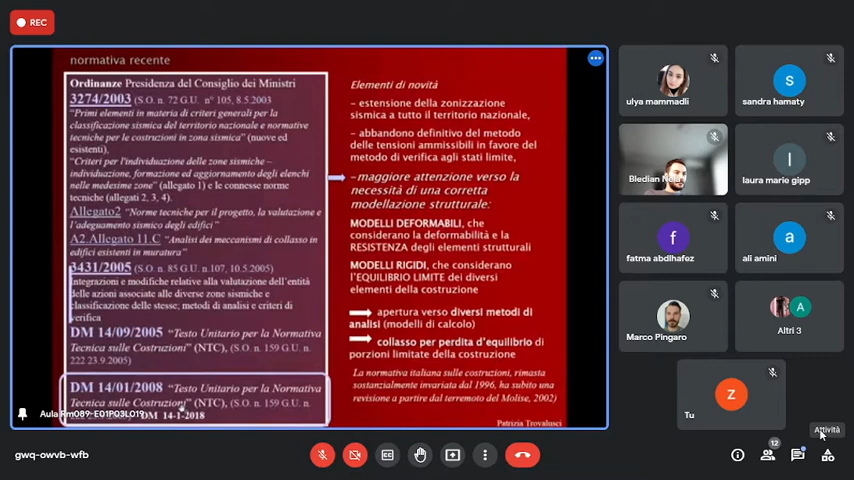 REC
normativa recente
Ordinanze Presidenza del Consiglio dei Ministri
3274/2003 (S.O. n. 72 G.U. n° 105, 8.5.2003
"Primi elementi in materia di criteri generali per la
classificazione sismica del territorio nazionale e normative
tecniche per le costruzioni in zona sismica" (nuove ed
esistenti),
"Criteri per l'individuazione delle zone sismiche –
individuazione, formazione ed aggiornamento degli elenchi
nelle medesime zone" (allegato 1) e le connesse norme
tecniche (allegati 2, 3, 4).
Allegato2 "Norme tecniche per il progetto, la valutazione e
l'adeguamento sismico degli edifici"
A2.Allegato 11.C "Analisi dei meccanismi di collasso in
edifici esistenti in muratura"
3431/2005 (S.O. n. 85 G.U. n.107, 10.5.2005)
Integrazioni e modifiche relative alla valutazione dell'entità
delle azioni associate alle diverse zone sismiche e
classificazione delle stesse; metodi di analisi e criteri di
verifica
DM 14/09/2005 "Testo Unitario per la Normativa
Tecnica sulle Costruzioni" (NTC), (S.O. n. 159 G.U. n.
222 23.9.2005)
DM 14/01/2008 "Testo Unitario per la Normativa
Tecnica sulle Costruzioni" (NTC), (S.O. n. 159 G.U. n.
DM 14-1-2018
Elementi di novità
– estensione della zonizzazione
sismica a tutto il territorio nazionale,
– abbandono definitivo del metodo
delle tensioni ammissibili in favore del
metodo di verifica agli stati limite,
–maggiore attenzione verso la
necessità di una corretta
modellazione strutturale:
MODELLI DEFORMABILI, che
considerano la deformabilità e la
RESISTENZA degli elementi strutturali
MODELLI RIGIDI, che considerano
l'EQUILIBRIO LIMITE dei diversi
elementi della costruzione
apertura verso diversi metodi di
analisi (modelli di calcolo)
collasso per perdita d'equilibrio di
porzioni limitate della costruzione
La normativa italiana sulle costruzioni, rimasta
sostanzialmente invariata dal 1996, ha subito una
revisione a partire dal terremoto del Molise, 2002)
Patrizia Trovalusci
Aula Rm089-E01P03L019
ulya mammadli
s
sandra hamaty
Bledian Nela
l
laura marie gipp
f
fatma abdlhafez
a
ali amini
Marco Pingaro
A
Altri 3
z
Tu
Attività
gwq-owvb-wfb
12